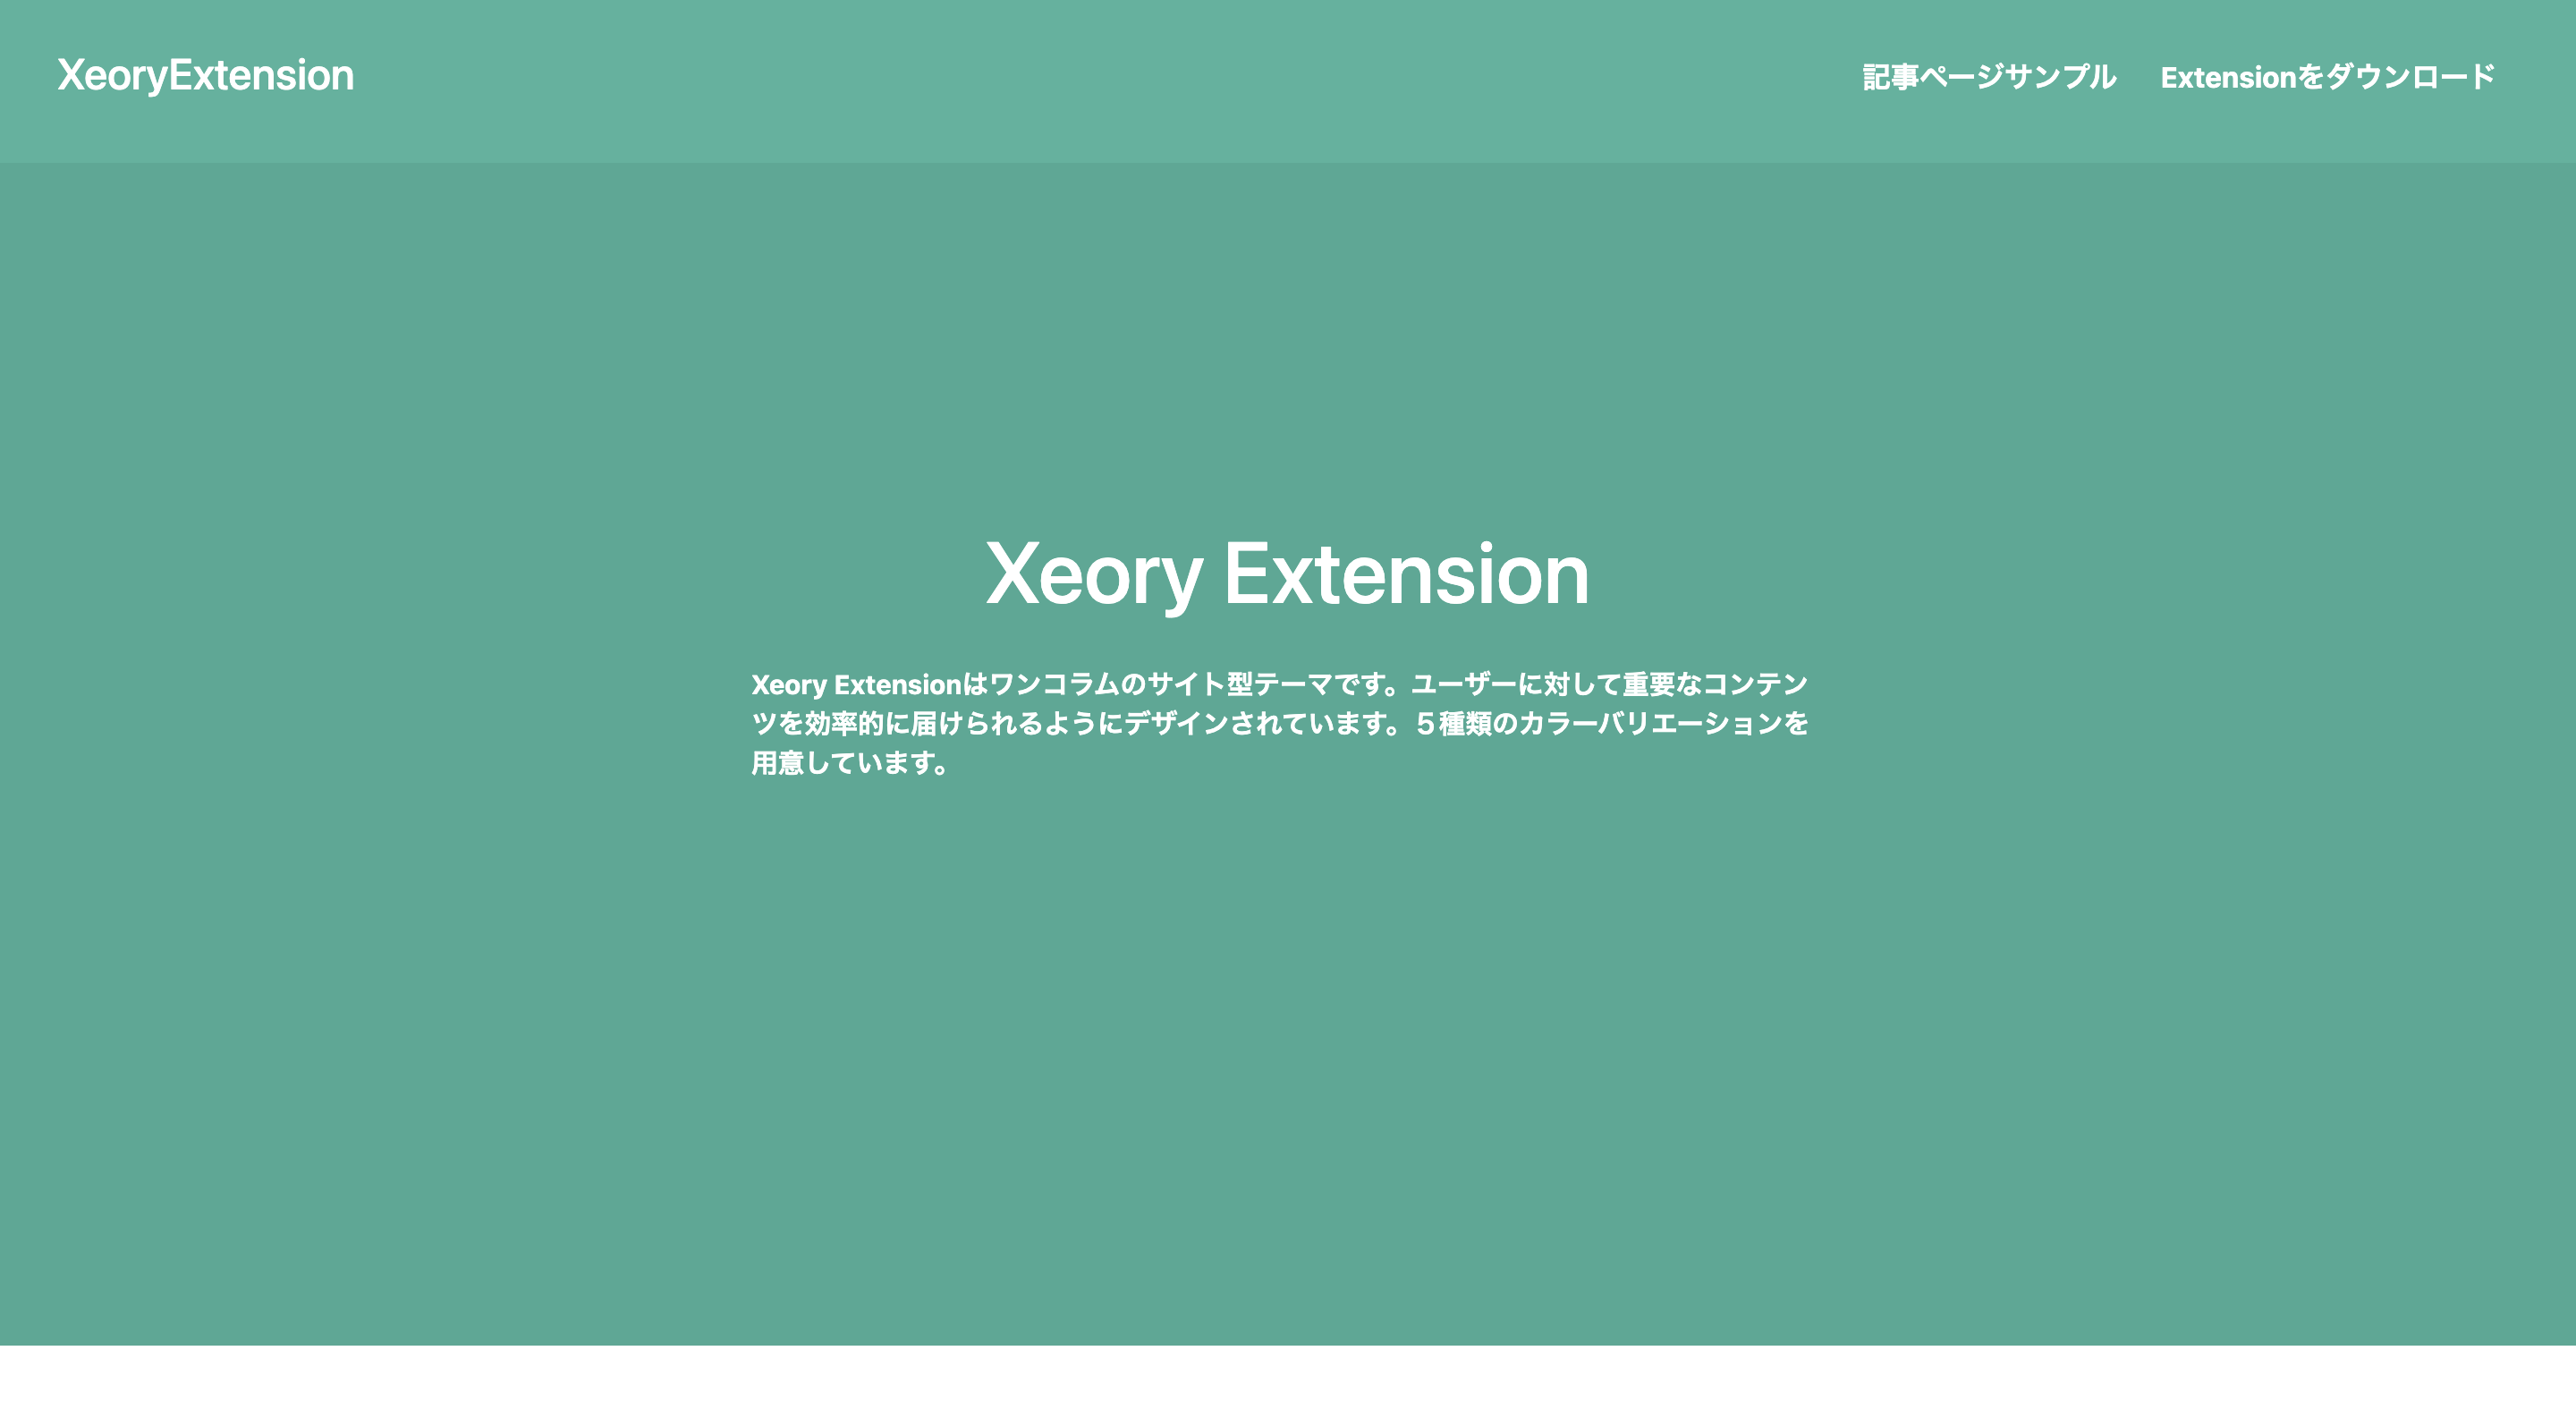 XeoryExtension
記事ページサンプル Extensionをダウンロード
Xeory Extension
Xeory Extensionはワンコラムのサイト型テーマです。ユーザーに対して重要なコンテン
ツを効率的に届けられるようにデザインされています。５種類のカラーバリエーションを
用意しています。